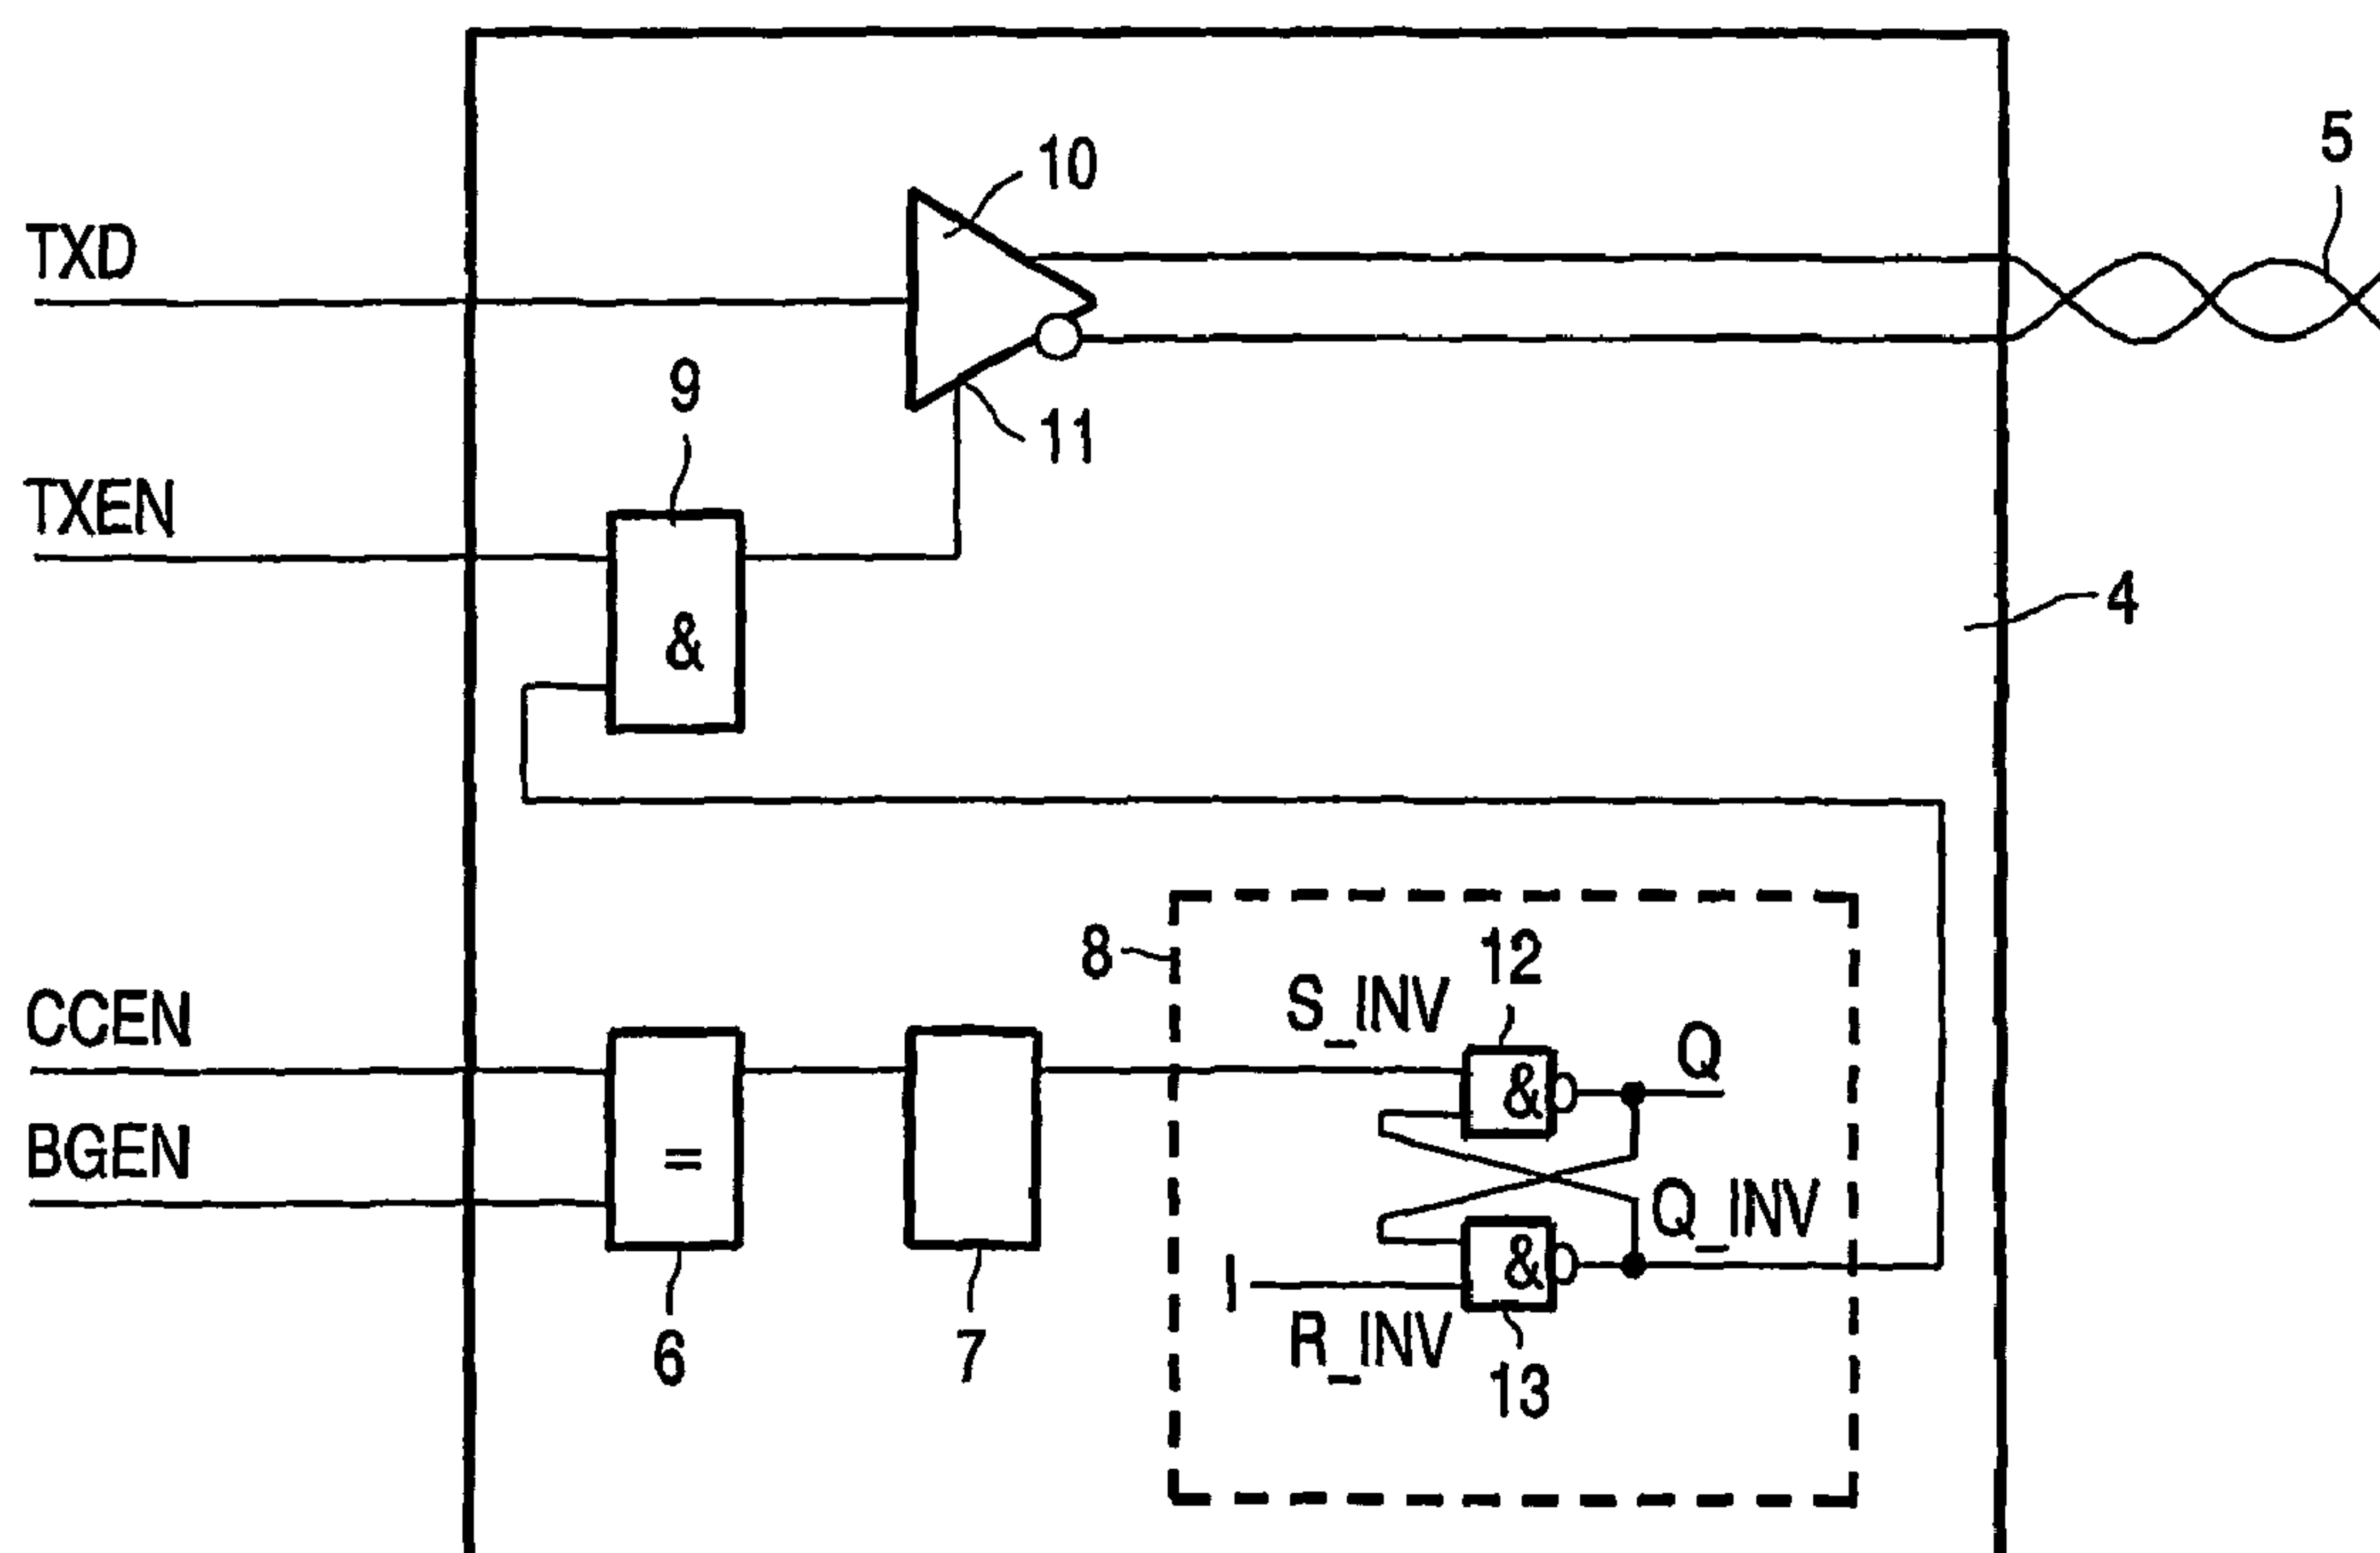 10
5
TXD
9
11
TXEN
&
4
8
12
S_INV
CCEN
Q
&
BGEN
=
Q_INV
&
1
R_INV
6
7
13